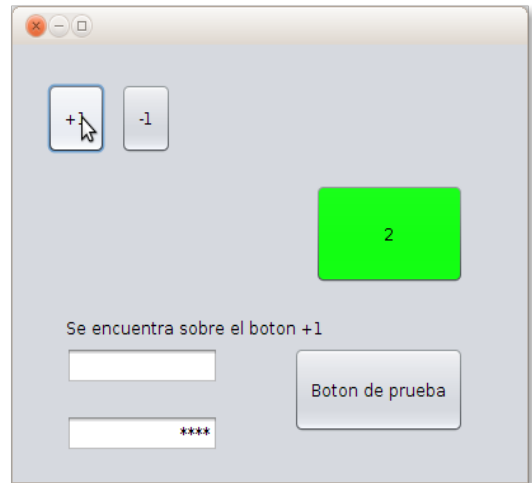 +1
-1
2
Se encuentra sobre el boton +1
Boton de prueba
****